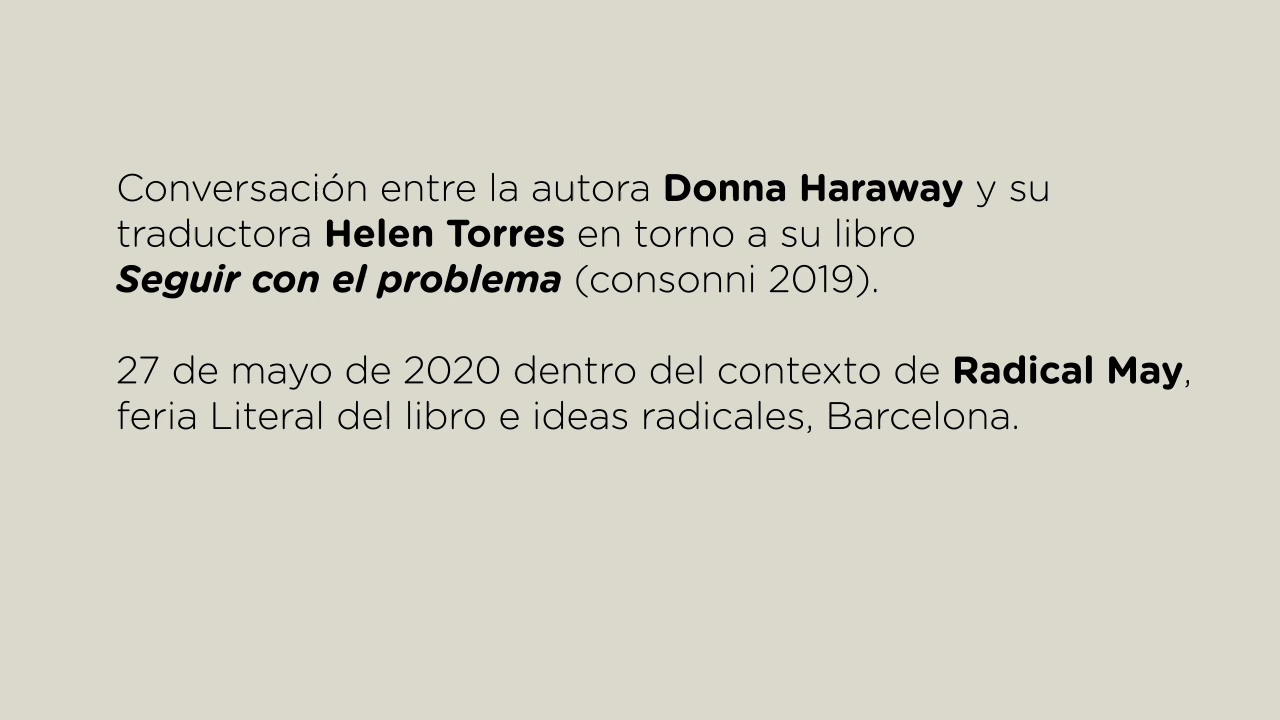 Conversación entre la autora Donna Haraway y su
traductora Helen Torres en torno a su libro
Seguir con el problema (consonni 2019).
27 de mayo de 2020 dentro del contexto de Radical May,
feria Literal del libro e ideas radicales, Barcelona.